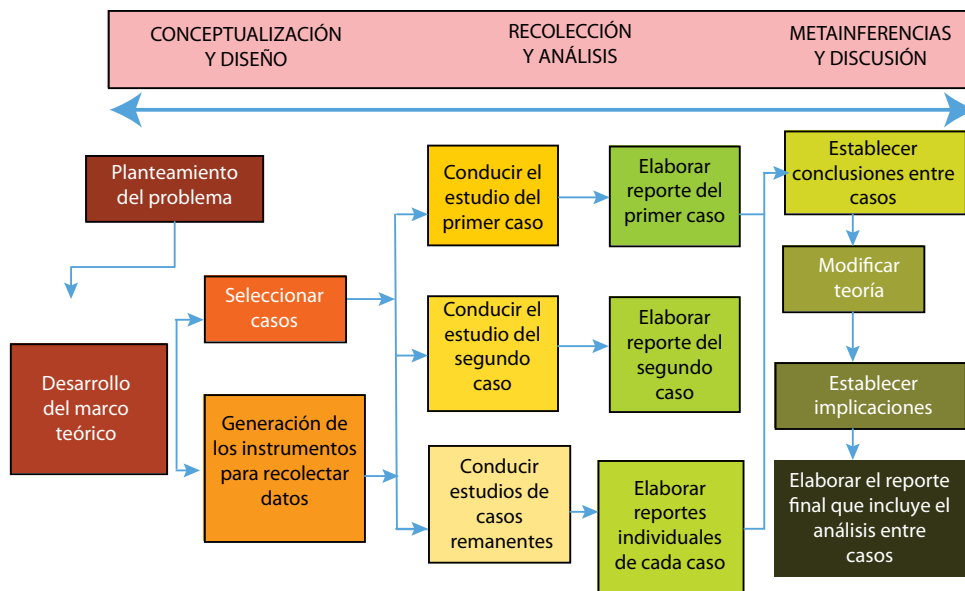 CONCEPTUALIZACIÓN
Y DISEÑO
RECOLECCIÓN
Y ANÁLISIS
METAINFERENCIAS
Y DISCUSIÓN
Planteamiento
del problema
Desarrollo
del marco
teórico
Seleccionar
casos
Generación de
los instrumentos
para recolectar
datos
Conducir el
estudio del
primer caso
Elaborar
reporte del
primer caso
Conducir el
estudio del
segundo
caso
Elaborar
reporte del
segundo
caso
Conducir
estudios de
casos
remanentes
Elaborar
reportes
individuales
de cada caso
Establecer
conclusiones entre
casos
Modificar
teoría
Establecer
implicaciones
Elaborar el reporte
final que incluye el
análisis entre
casos